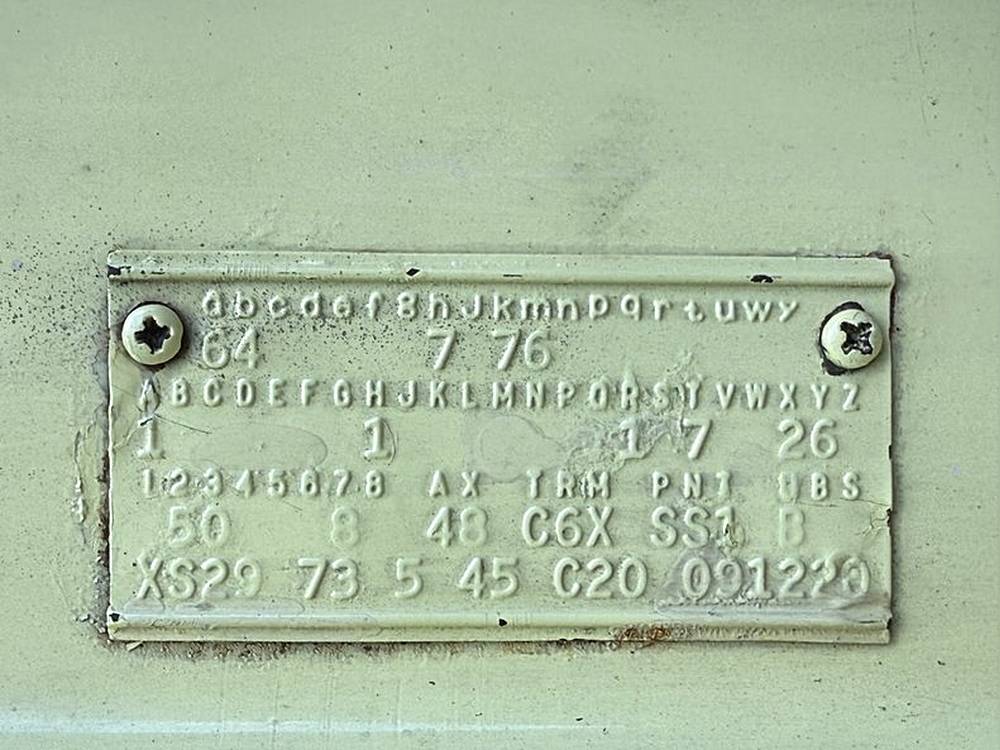 abcdefghJkmnpqrtuwy
64 7 76
ABCDEFGHJKLMNPQRSTVWXYZ
1 1 1 7 26
12345678 AX TRM PNT UBS
50 8 48 C6X SS1 B
XS29 73 5 45 C20 091220